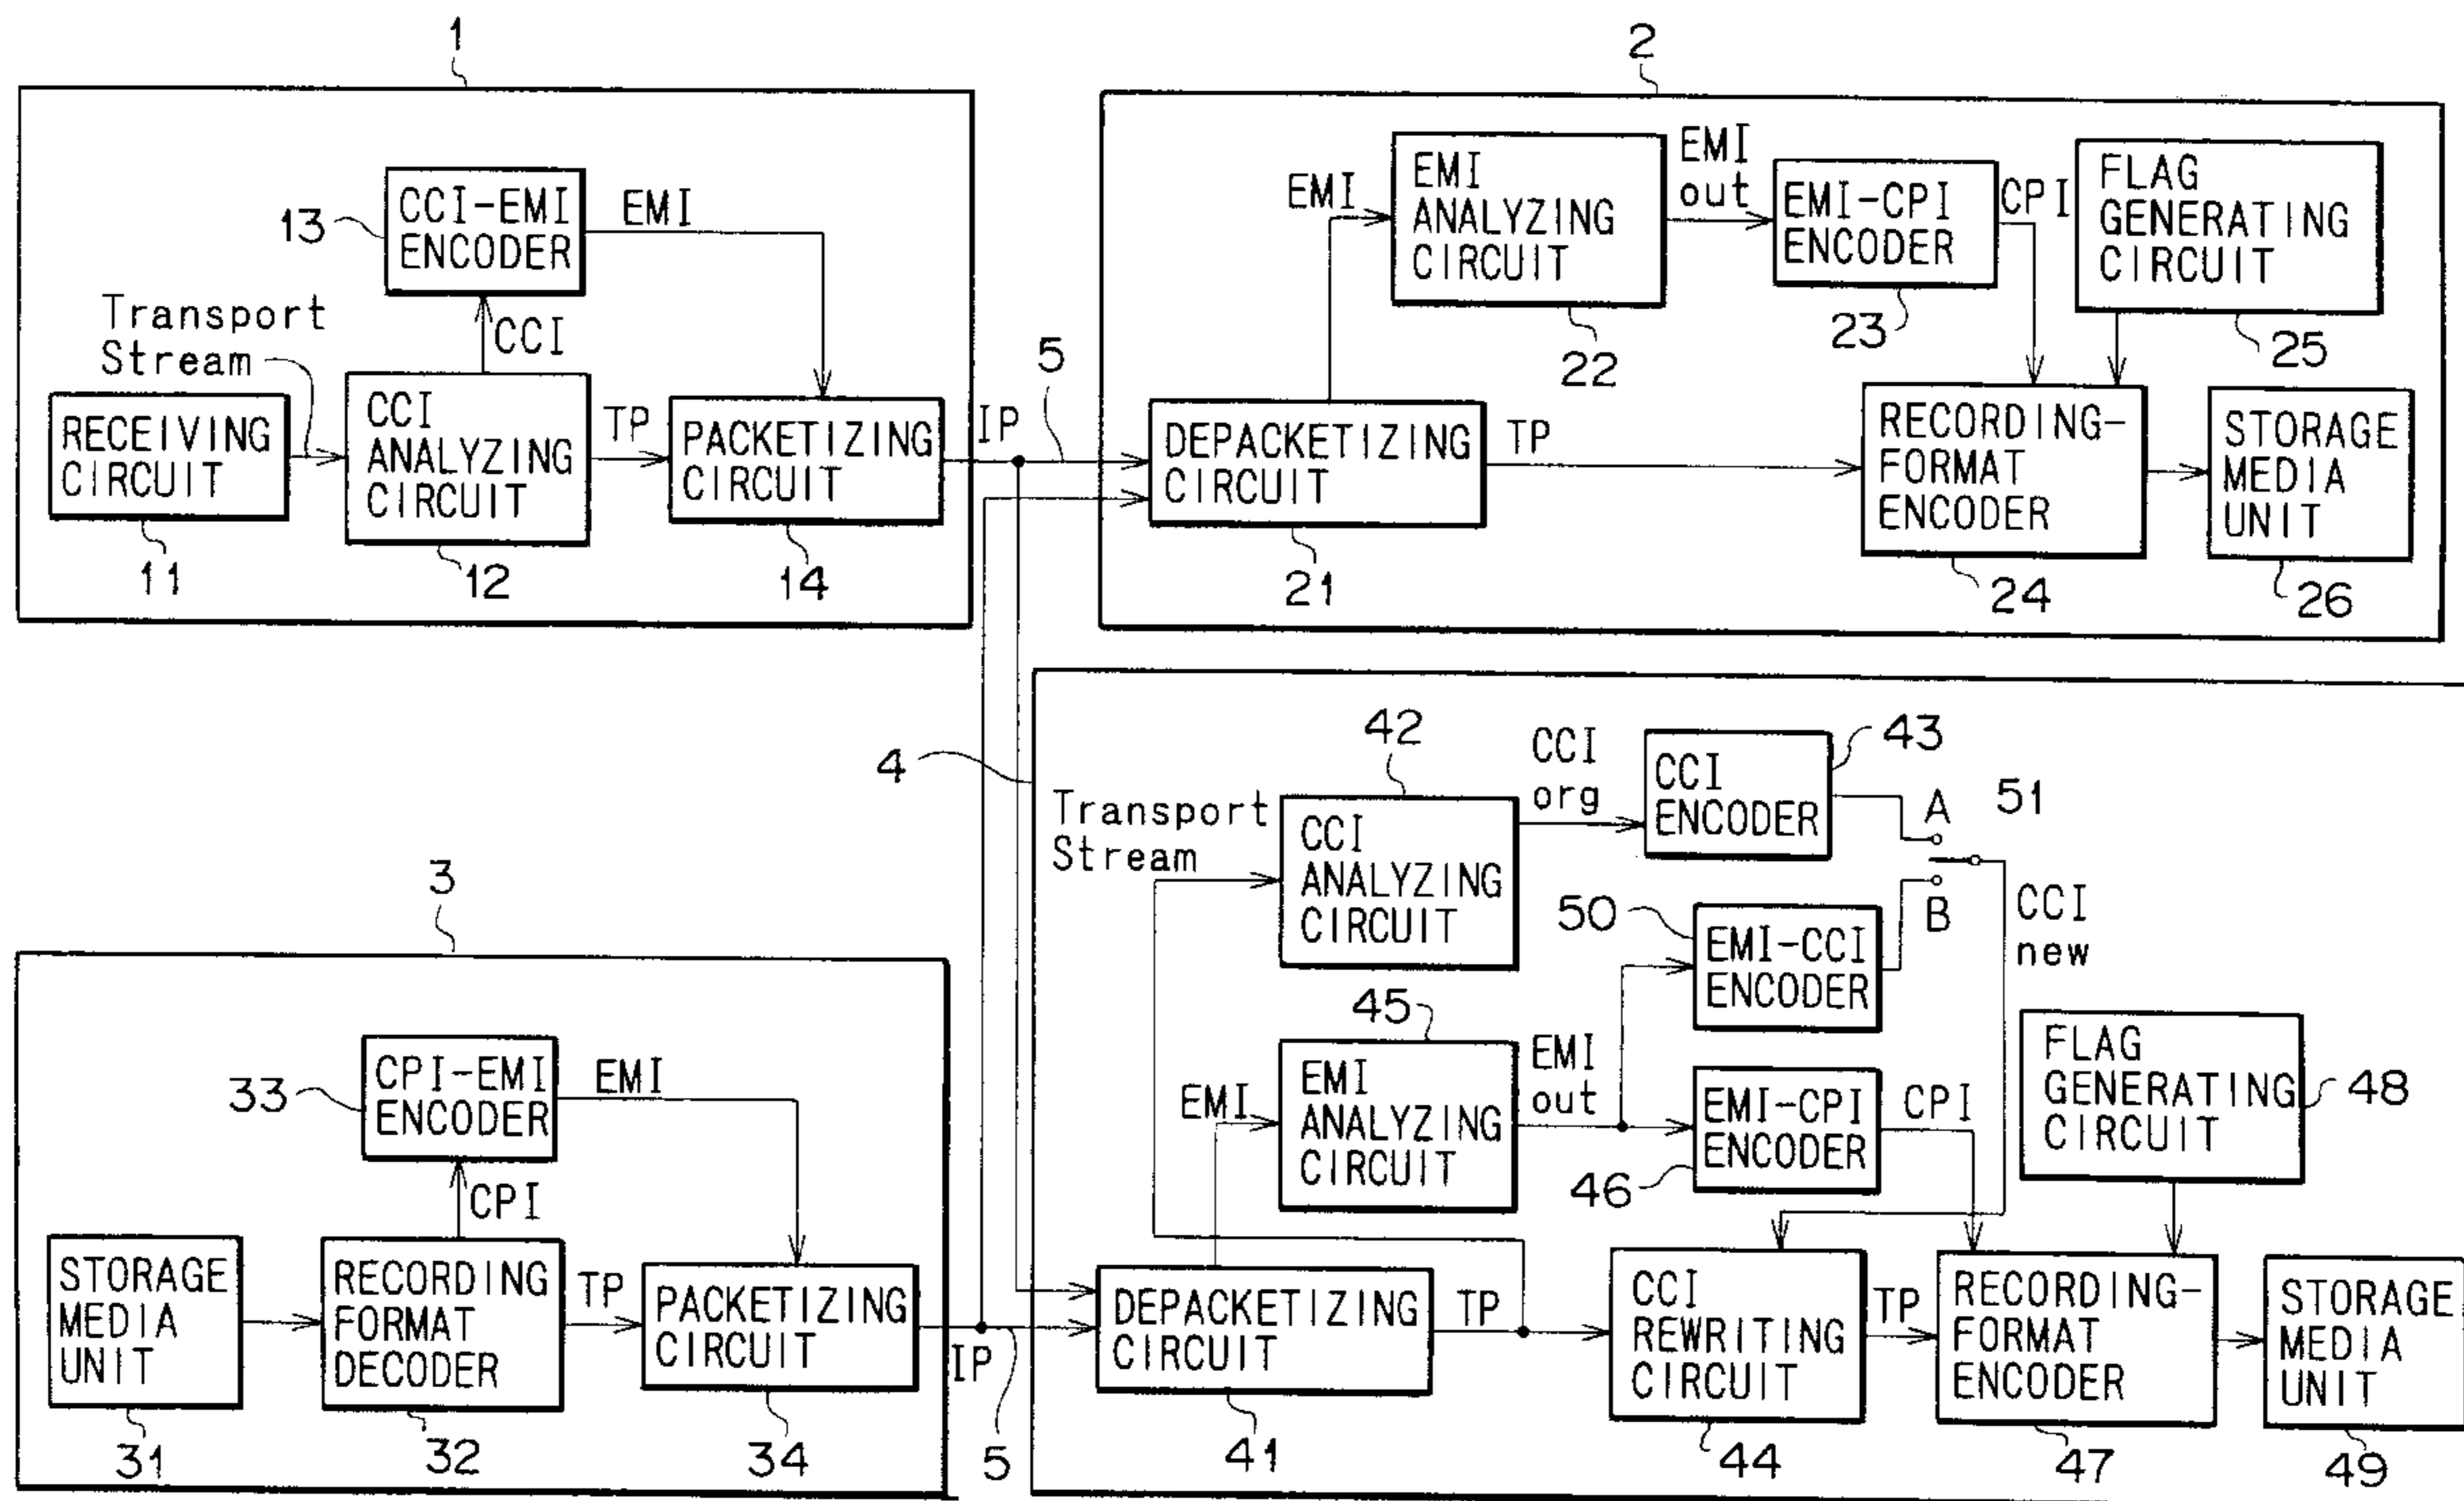 1
CCI-EMI
ENCODER
13
EMI
Transport
Stream
CCI
RECEIVING
CIRCUIT
11
CCI
ANALYZING
CIRCUIT
12
TP
PACKETIZING
CIRCUIT
14
IP
5
2
EMI
EMI
ANALYZING
CIRCUIT
22
EMI
out
EMI-CPI
ENCODER
23
CPI
FLAG
GENERATING
CIRCUIT
25
DEPACKETIZING
CIRCUIT
21
TP
RECORDING-
FORMAT
ENCODER
24
STORAGE
MEDIA
UNIT
26
3
CPI-EMI
ENCODER
33
EMI
CPI
STORAGE
MEDIA
UNIT
31
RECORDING
FORMAT
DECODER
32
TP
PACKETIZING
CIRCUIT
34
IP
5
4
Transport
Stream
42
CCI
ANALYZING
CIRCUIT
CCI
org
43
CCI
ENCODER
A
51
B
CCI
new
50
EMI-CCI
ENCODER
45
EMI
EMI
ANALYZING
CIRCUIT
EMI
out
EMI-CPI
ENCODER
46
CPI
FLAG
GENERATING
CIRCUIT
48
DEPACKETIZING
CIRCUIT
41
TP
CCI
REWRITING
CIRCUIT
44
TP
RECORDING-
FORMAT
ENCODER
47
STORAGE
MEDIA
UNIT
49